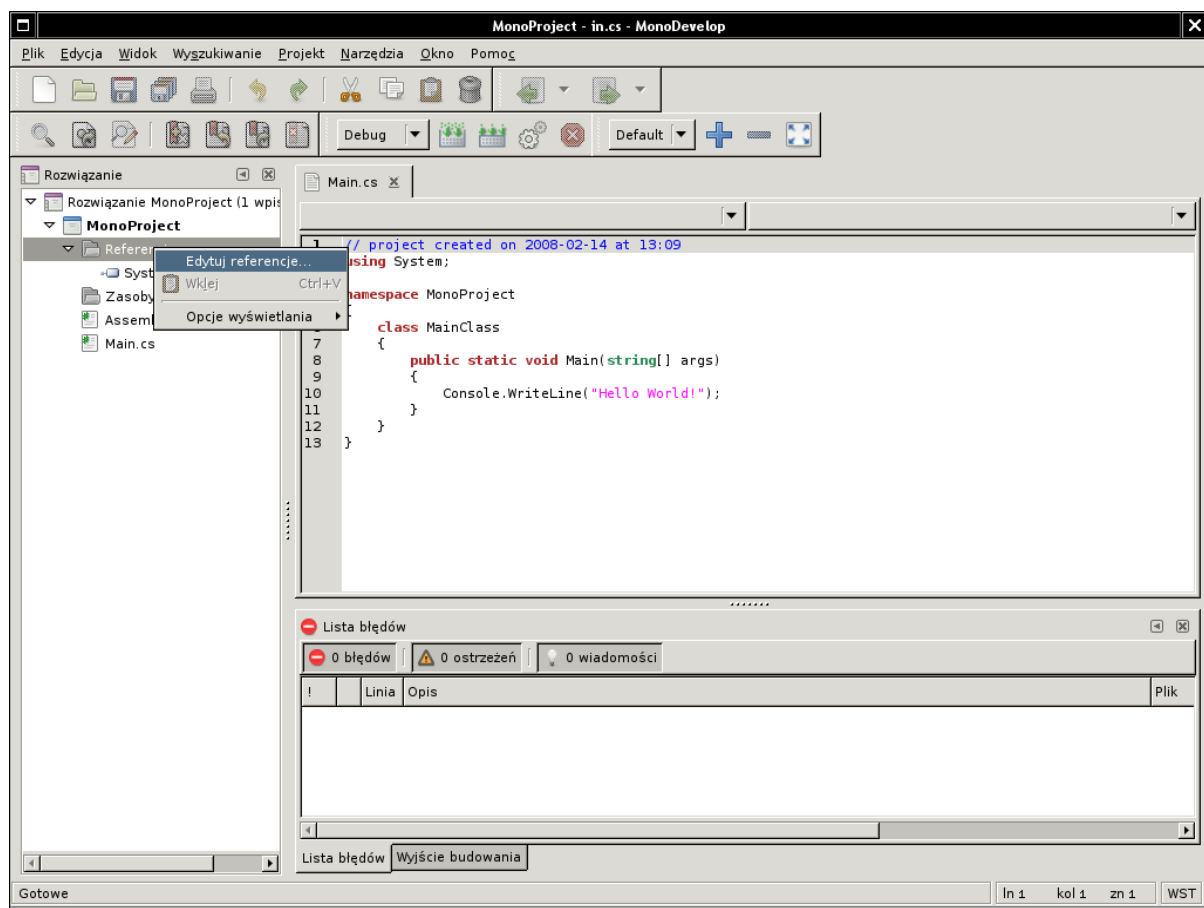 MonoProject - in.cs - MonoDevelop
Plik Edycja Widok Wyszukiwanie Projekt Narzędzia Okno Pomoc
Debug Default
Rozwiązanie
Rozwiązanie MonoProject (1 wpis
MonoProject
Referen
Syst
Zasoby
Assem
Main.cs
Edytuj referencje...
Wklej Ctrl+V
Opcje wyświetlania
Main.cs
1 // project created on 2008-02-14 at 13:09
using System;
namespace MonoProject
{
class MainClass
7 {
8 public static void Main(string[] args)
9 {
10 Console.WriteLine("Hello World!");
11 }
12 }
13 }
Lista błędów
0 błędów 0 ostrzeżeń 0 wiadomości
! Linia Opis Plik
Lista błędów Wyjście budowania
Gotowe ln 1 kol 1 zn 1 WST